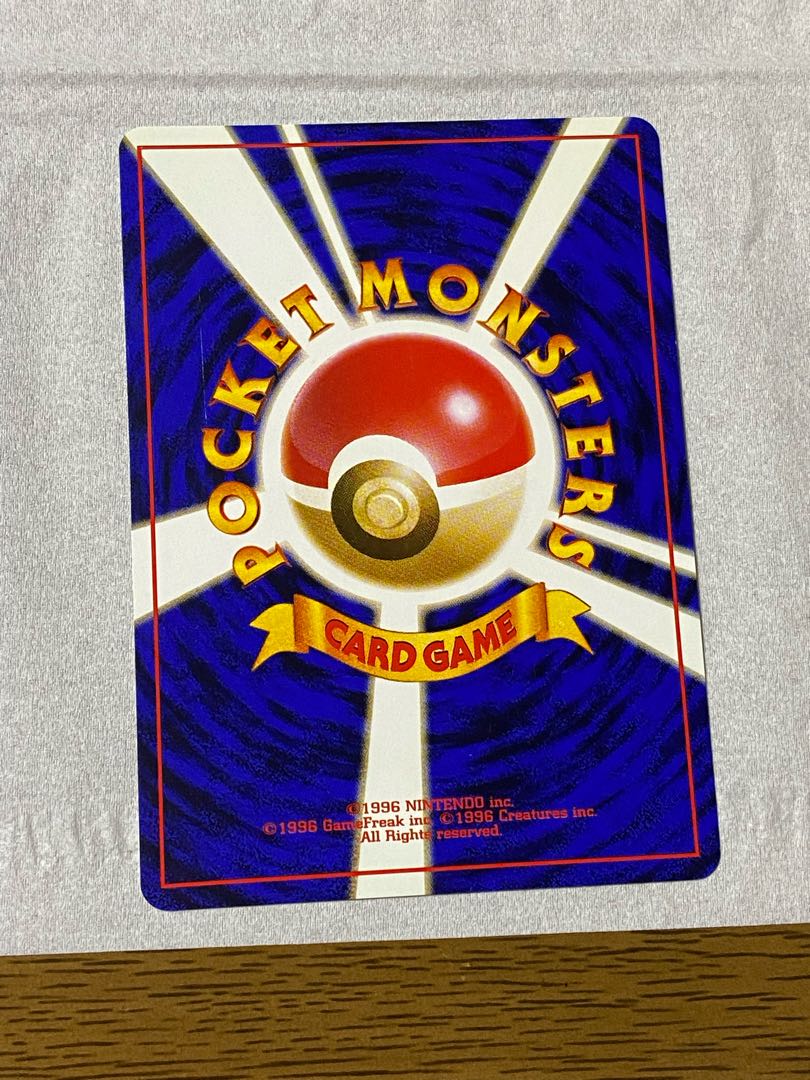 POCKET MONSTERS
CARD GAME
©1996 NINTENDO inc.
©1996 GameFreak inc. ©1996 Creatures inc.
All Rights reserved.